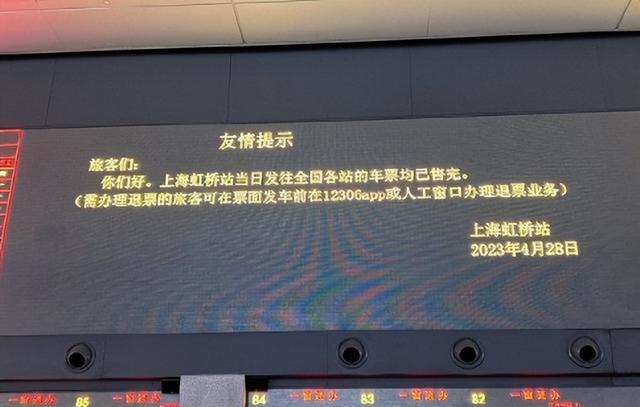 友情提示
旅客们：
你们好。上海虹桥站当日发往全国各站的车票均已售完。
（需办理退票的旅客可在票面发车前在12306app或人工窗口办理退票业务）
上海虹桥站
2023年4月28日
85
84
83
82